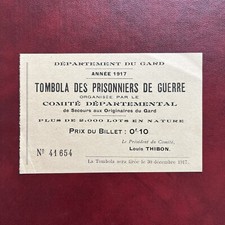 DÉPARTEMENT DU GARD
ANNÉE 1917
TOMBOLA DES PRISONNIERS DE GUERRE
ORGANISÉE PAR LE
COMITÉ DÉPARTEMENTAL
de Secours aux Originaires du Gard
PLUS DE 2.000 LOTS EN NATURE
PRIX DU BILLET : 0f 10
Le Président du Comité,
Louis THIBON.
No 41654
La Tombola sera tirée le 30 décembre 1917.